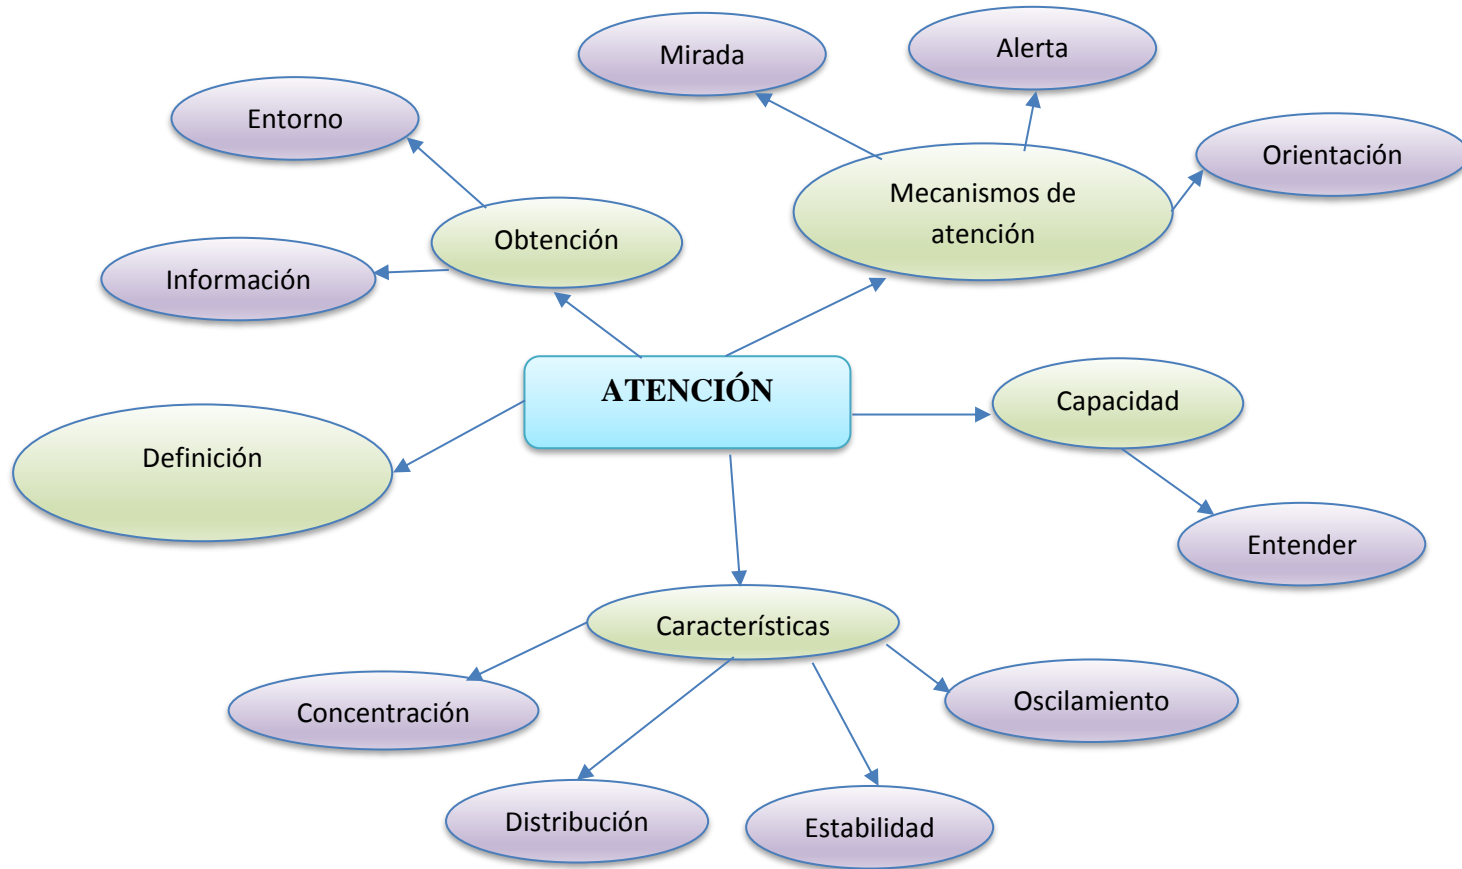 Mirada
Alerta
Entorno
Orientación
Mecanismos de
atención
Obtención
Información
ATENCIÓN
Capacidad
Definición
Entender
Características
Concentración
Oscilamiento
Distribución
Estabilidad